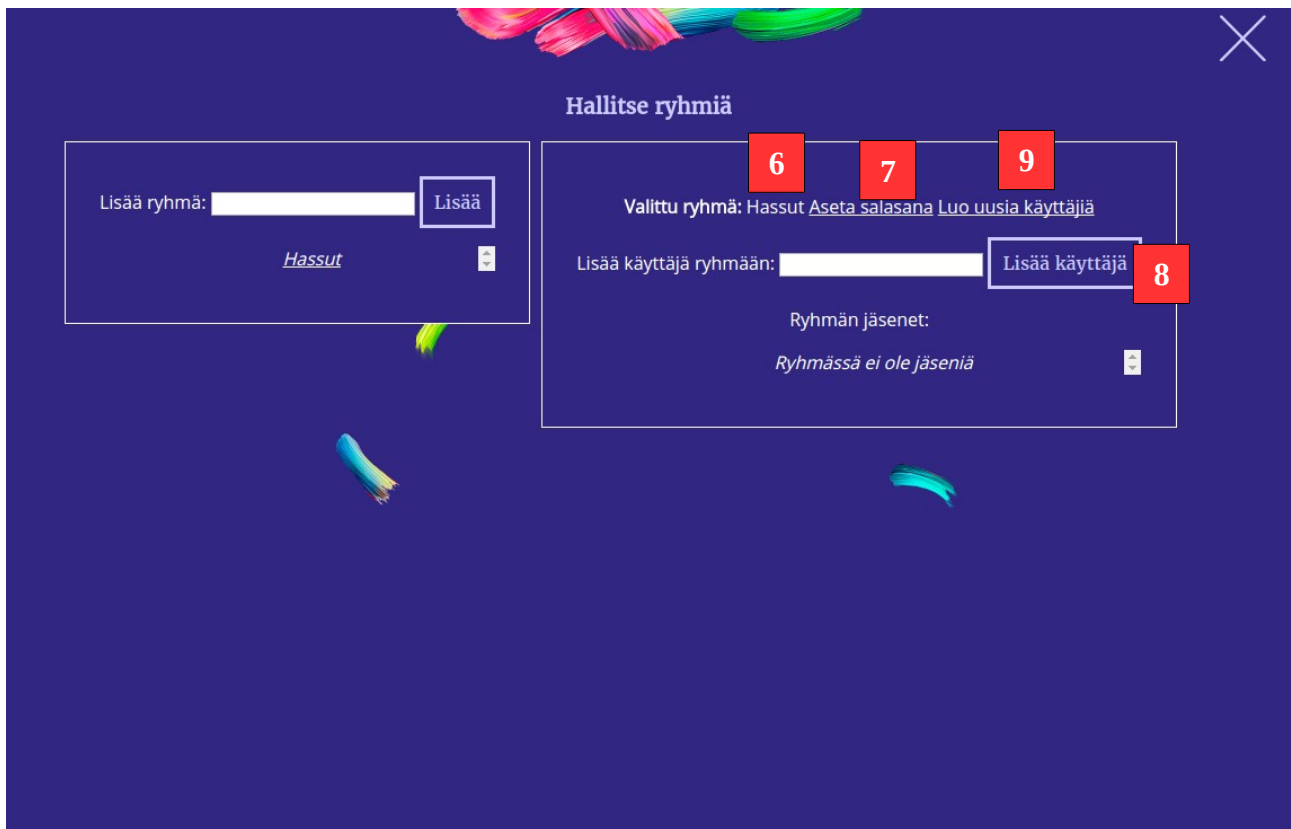 Hallitse ryhmiä
Lisää ryhmä: Lisää
Hassut
6 7 9
Valittu ryhmä: Hassut Aseta salasana Luo uusia käyttäjiä
Lisää käyttäjä ryhmään: Lisää käyttäjä 8
Ryhmän jäsenet:
Ryhmässä ei ole jäseniä